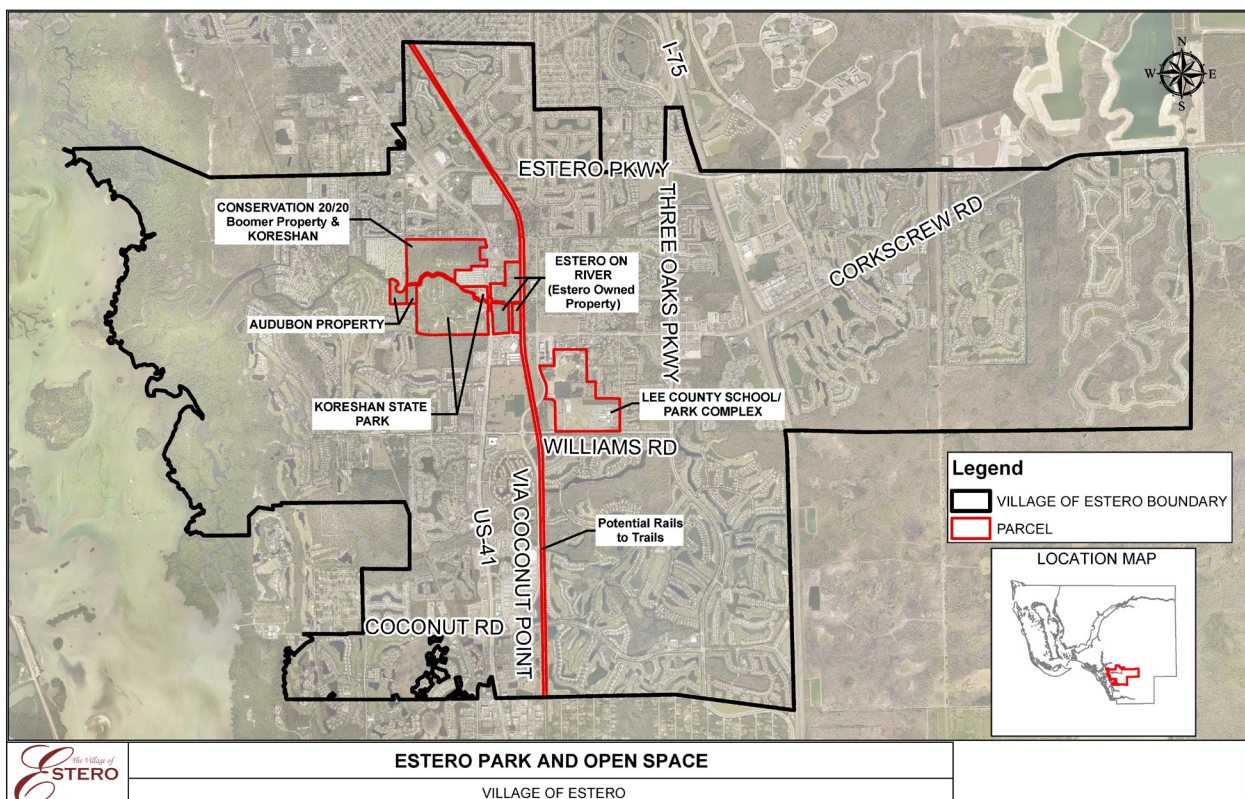 I-75
N
W E
S
ESTERO PKWY
THREE OAKS PKWY
CORKSCREW RD
CONSERVATION 20/20
Boomer Property &
KORESHAN
ESTERO ON
RIVER
(Estero Owned
Property)
AUDUBON PROPERTY
KORESHAN STATE
PARK
LEE COUNTY SCHOOL/
PARK COMPLEX
WILLIAMS RD
VIA COCONUT POINT
US-41
Potential Rails
to Trails
COCONUT RD
Legend
VILLAGE OF ESTERO BOUNDARY
PARCEL
LOCATION MAP
The Village of
ESTERO
ESTERO PARK AND OPEN SPACE
VILLAGE OF ESTERO